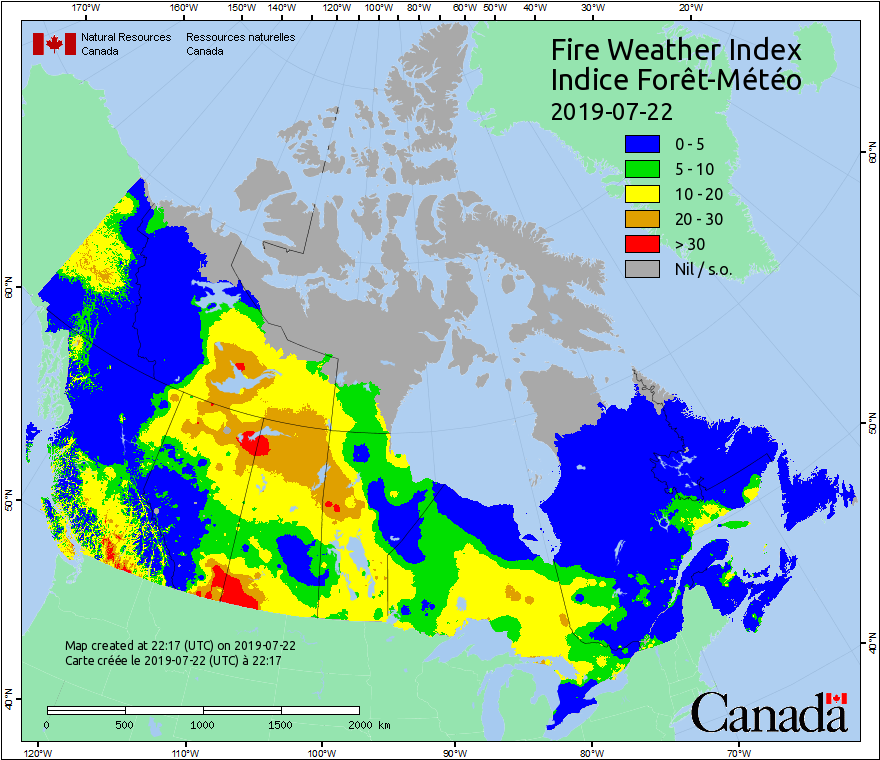 170°W 160°W 150°W 140°W 130°W 120°W 110°W 100°W 90°W 80°W 70°W 60°W 50°W 40°W 30°W 20°W
Natural Resources Canada
Ressources naturelles Canada
Fire Weather Index
Indice Forêt-Météo
2019-07-22
0 - 5
5 - 10
10 - 20
20 - 30
> 30
Nil / s.o.
60°N
60°N
50°N
50°N
40°N
40°N
Map created at 22:17 (UTC) on 2019-07-22
Carte créée le 2019-07-22 (UTC) à 22:17
0 500 1000 1500 2000 km
Canada
120°W 110°W 100°W 90°W 80°W 70°W